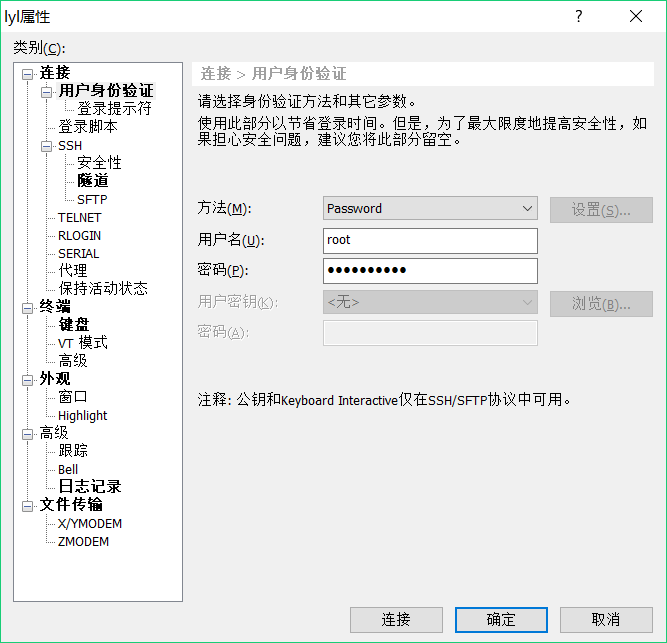 lyl属性
?
类别(C):
连接
用户身份验证
登录提示符
登录脚本
SSH
安全性
隧道
SFTP
TELNET
RLOGIN
SERIAL
代理
保持活动状态
终端
键盘
VT 模式
高级
外观
窗口
Highlight
高级
跟踪
Bell
日志记录
文件传输
X/YMODEM
ZMODEM
连接 > 用户身份验证
请选择身份验证方法和其它参数。
使用此部分以节省登录时间。但是，为了最大限度地提高安全性，如
果担心安全问题，建议您将此部分留空。
方法(M):
Password
设置(S)...
用户名(U):
root
密码(P):
●●●●●●●●●●
用户密钥(K):
<无>
浏览(B)...
密码(A):
注释: 公钥和Keyboard Interactive仅在SSH/SFTP协议中可用。
连接
确定
取消